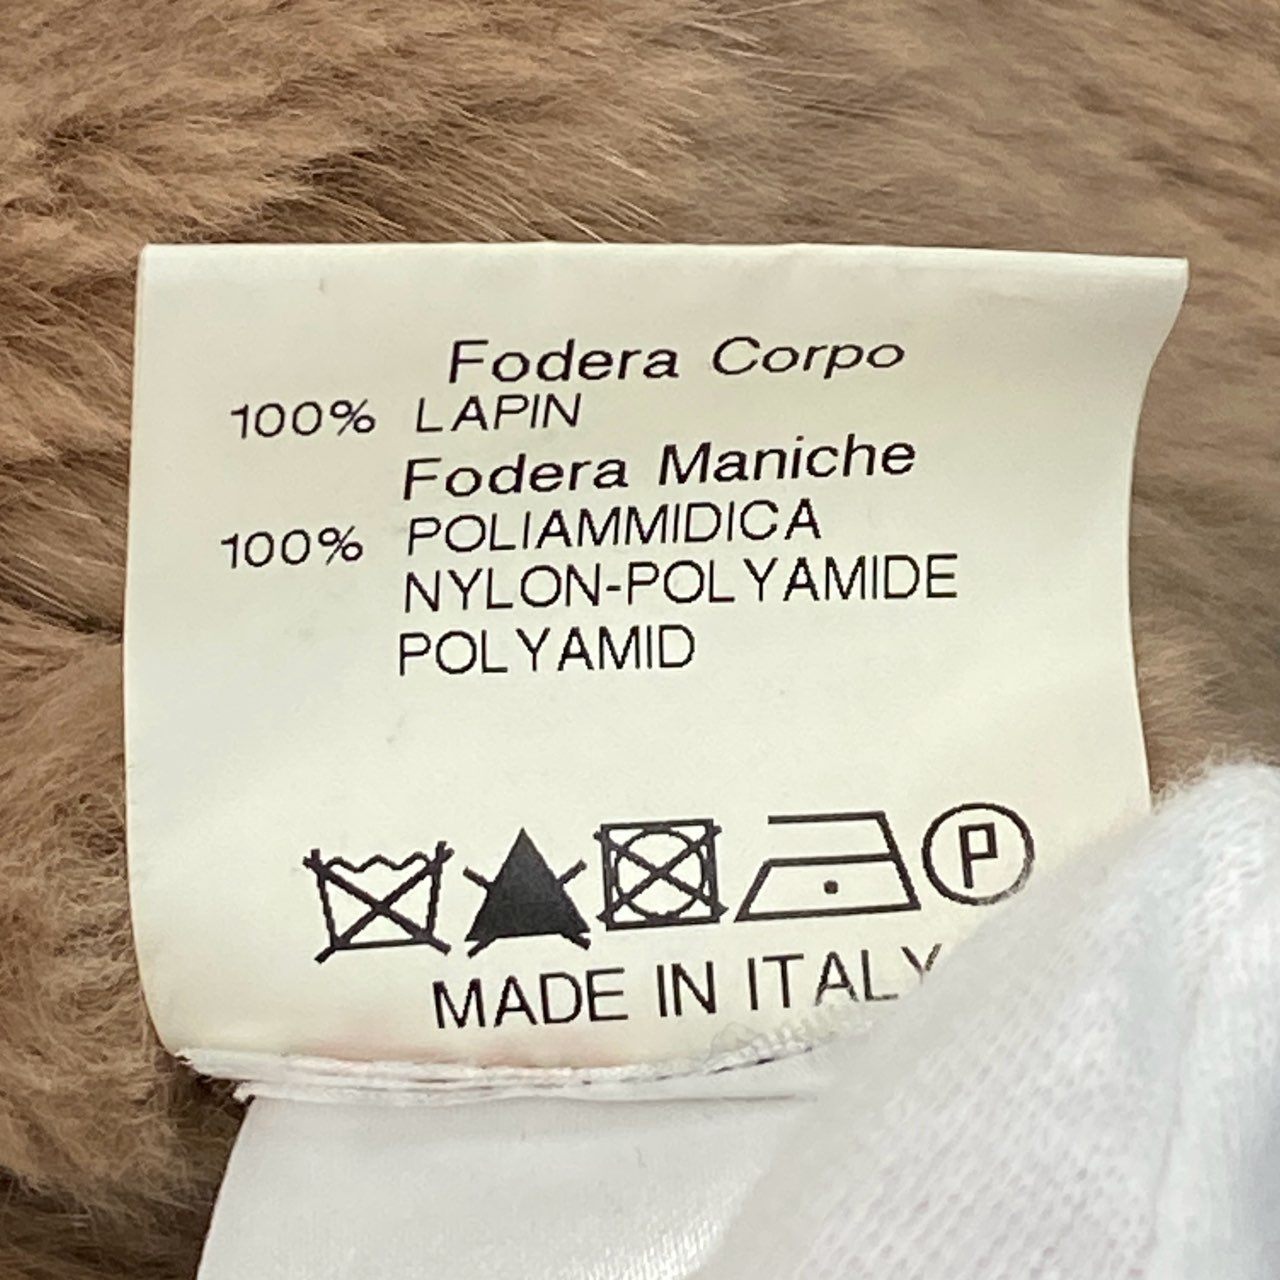 Fodera Corpo
100% LAPIN
Fodera Maniche
100% POLIAMMIDICA
NYLON-POLYAMIDE
POLYAMID
P
MADE IN ITALY